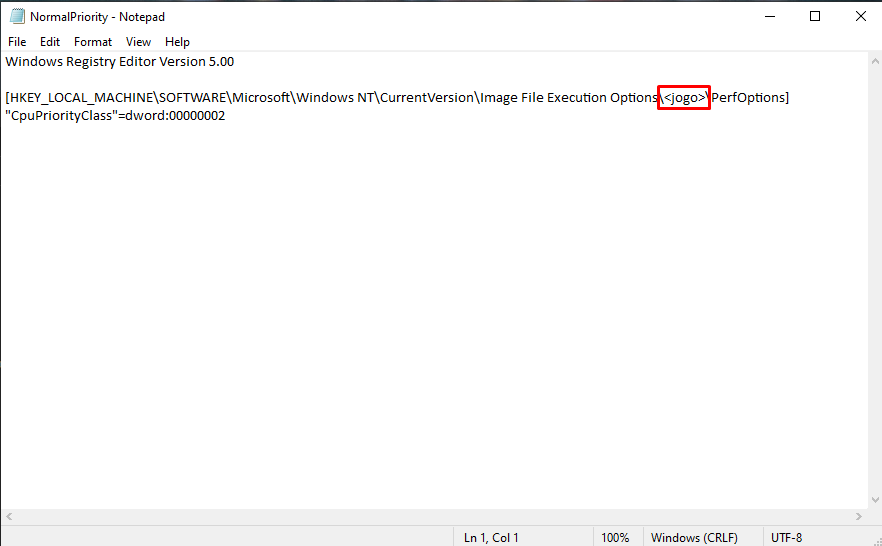 NormalPriority - Notepad
File Edit Format View Help
Windows Registry Editor Version 5.00
[HKEY_LOCAL_MACHINE\SOFTWARE\Microsoft\Windows NT\CurrentVersion\Image File Execution Options\<jogo>\PerfOptions]
"CpuPriorityClass"=dword:00000002
Ln 1, Col 1 100% Windows (CRLF) UTF-8